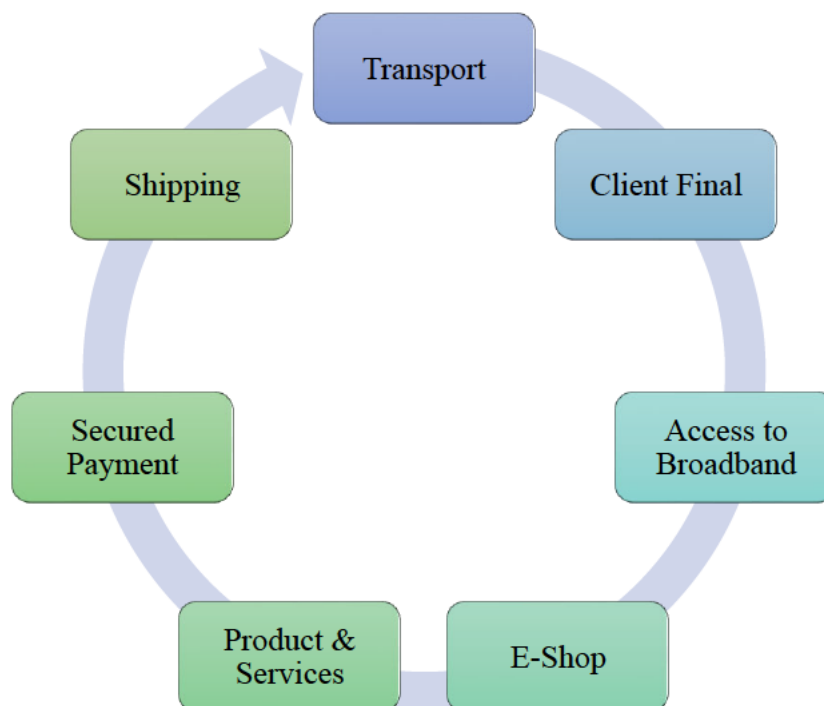 Transport
Client Final
Access to
Broadband
E-Shop
Product &
Services
Secured
Payment
Shipping